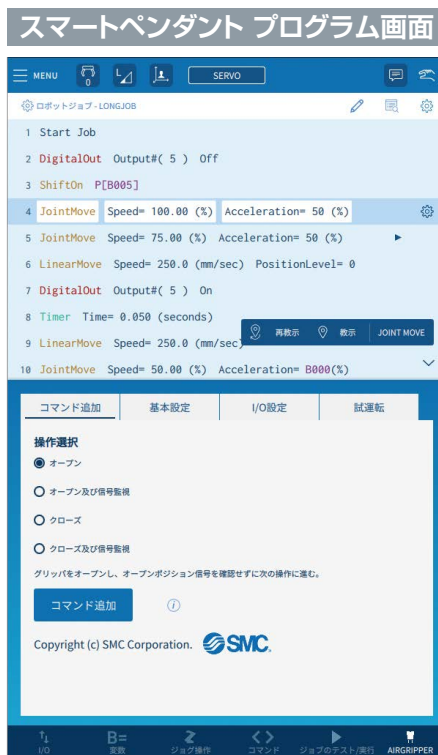 スマートペンダント プログラム画面
MENU 0 SERVO
ロボットジョブ - LONGJOB
1 Start Job
2 DigitalOut Output#( 5 ) Off
3 ShiftOn P[B005]
4 JointMove Speed= 100.00 (%) Acceleration= 50 (%)
5 JointMove Speed= 75.00 (%) Acceleration= 50 (%)
6 LinearMove Speed= 250.0 (mm/sec) PositionLevel= 0
7 DigitalOut Output#( 5 ) On
8 Timer Time= 0.050 (seconds)
再教示 教示 JOINT MOVE
9 LinearMove Speed= 250.0 (mm/sec)
10 JointMove Speed= 50.00 (%) Acceleration= B000(%)
コマンド追加 基本設定 I/O設定 試運転
操作選択
オープン
オープン及び信号監視
クローズ
クローズ及び信号監視
グリッパをオープンし、オープンポジション信号を確認せずに次の操作に進む。
コマンド追加 i
Copyright (c) SMC Corporation. SMC.
I/O B= 変数 ジョグ操作 コマンド ジョブのテスト/実行 AIRGRIPPER